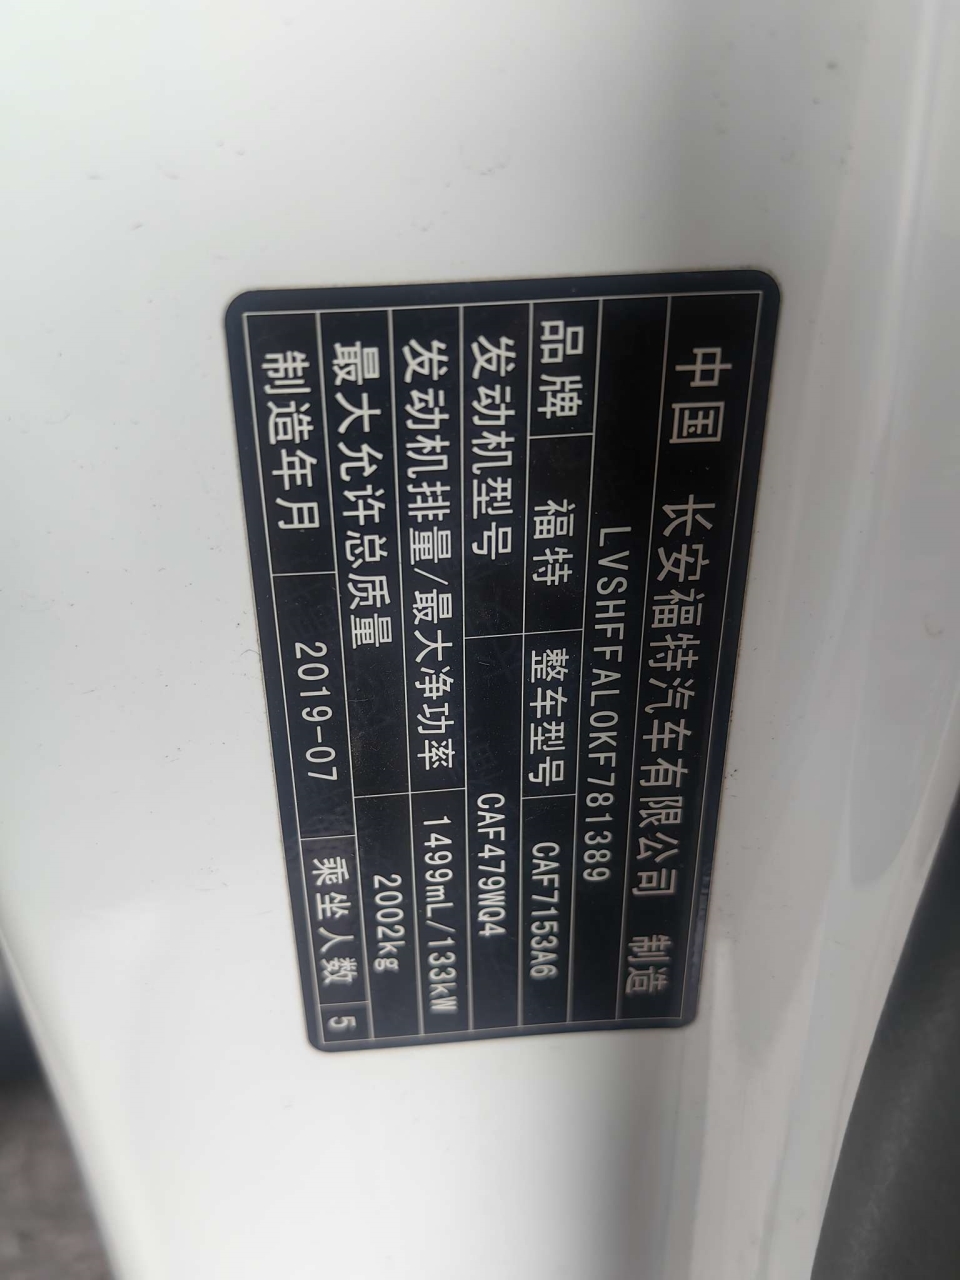 中国 长安福特汽车有限公司 制造
LVSHFFAL0KF781389
品牌 福特 整车型号 CAF7153A6
发动机型号 CAF479WQ4
发动机排量/最大净功率 1499mL/133kW
最大允许总质量 2002kg
制造年月 2019-07 乘坐人数 5